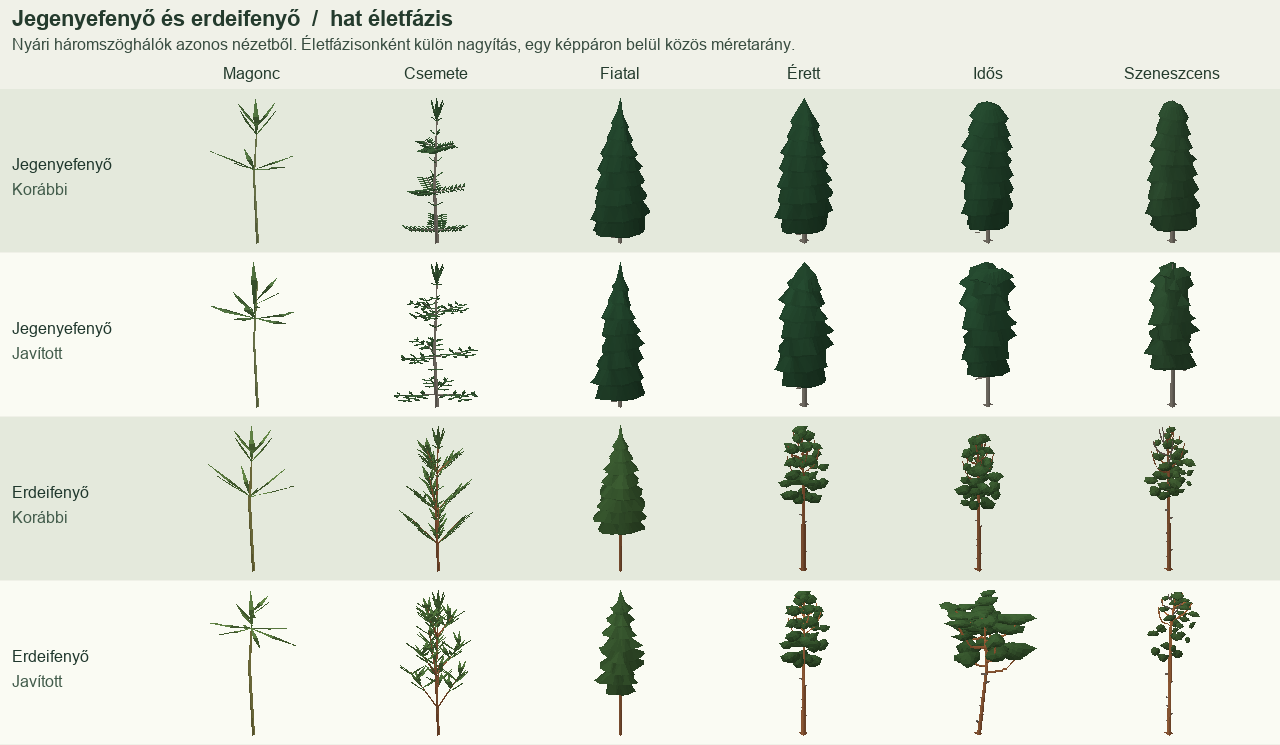 Jegenyefenyő és erdeifenyő / hat életfázis
Nyári háromszöghálók azonos nézetből. Életfázisonként külön nagyítás, egy képpáron belül közös méretarány.
Magonc Csemete Fiatal Érett Idős Szeneszcens
Jegenyefenyő
Korábbi
Jegenyefenyő
Javított
Erdeifenyő
Korábbi
Erdeifenyő
Javított